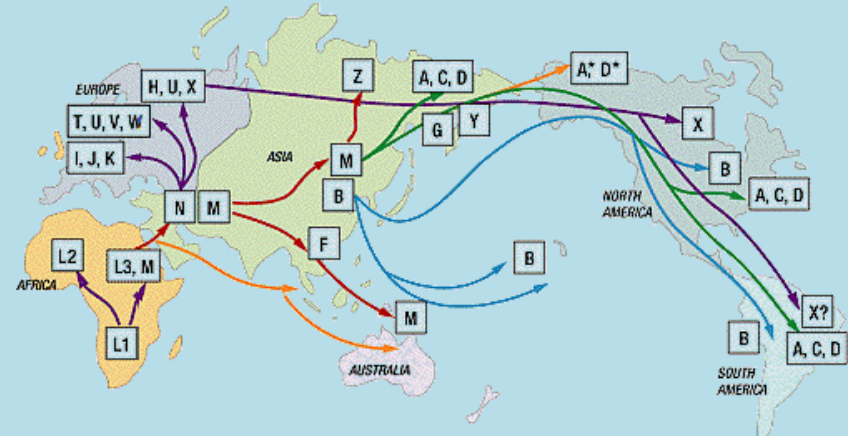 Z
A, C, D
A,* D*
EUROPE
H, U, X
T, U, V, W
G
Y
X
I, J, K
ASIA
M
B
B
N
M
NORTH
AMERICA
A, C, D
L2
L3, M
F
B
AFRICA
M
X?
L1
B
A, C, D
AUSTRALIA
SOUTH
AMERICA